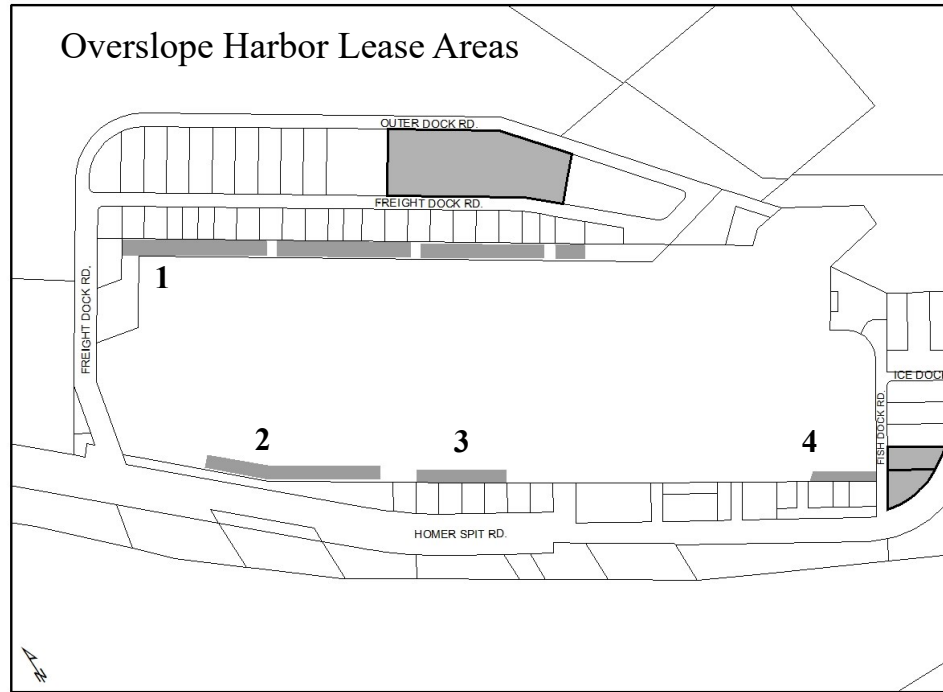 Overslope Harbor Lease Areas
OUTER DOCK RD.
FREIGHT DOCK RD.
1
FREIGHT DOCK RD.
ICE DOCK
FISH DOCK RD.
2
3
4
HOMER SPIT RD.
N